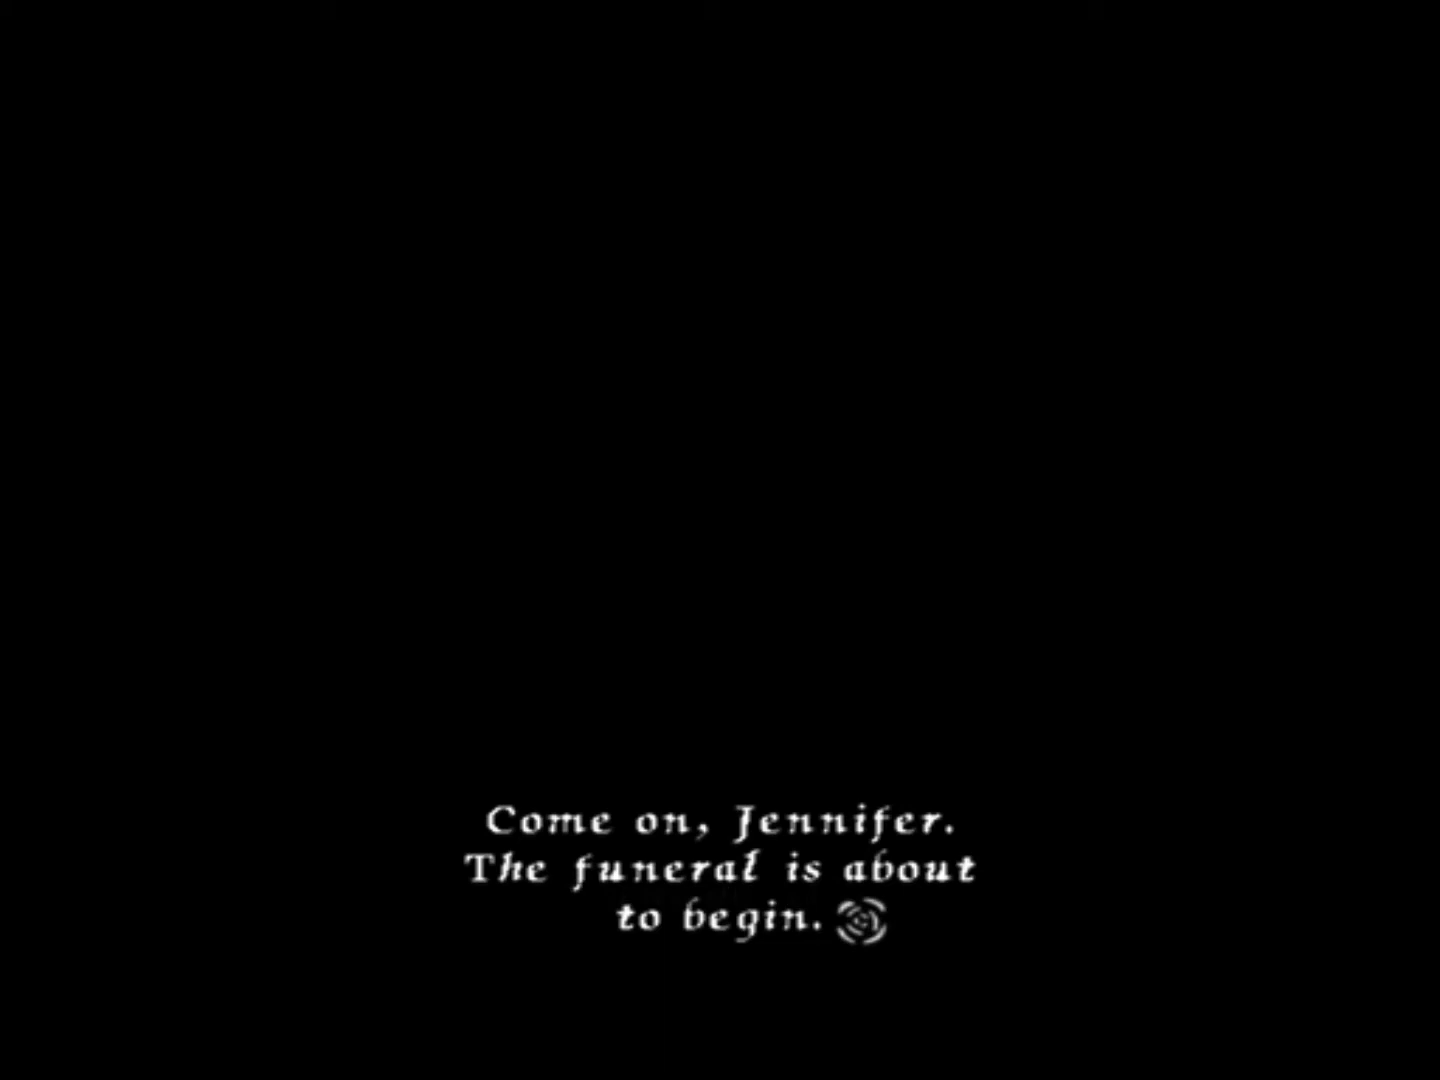 Come on, Jennifer.
The funeral is about
to begin.